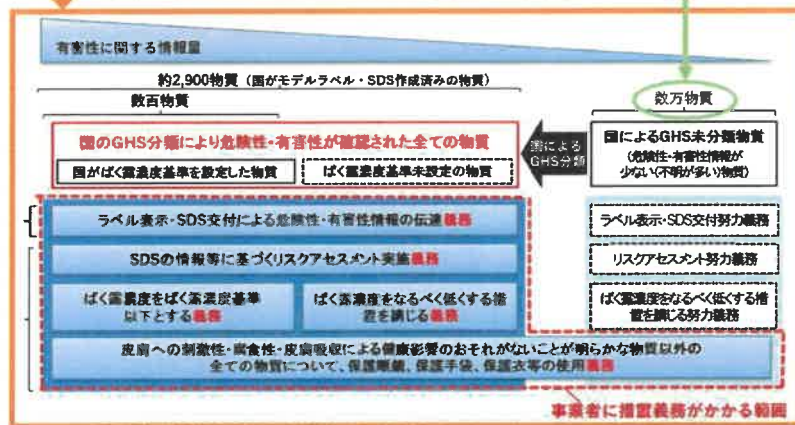 有害性に関する情報量
約2,900物質（国がモデルラベル・SDS作成済みの物質）
数百物質
数万物質
国のGHS分類により危険性・有害性が確認された全ての物質
国がばく露濃度基準を設定した物質
ばく露濃度基準未設定の物質
国による
GHS分類
国によるGHS未分類物質
（危険性・有害性情報が
少ない（不明が多い）物質）
ラベル表示・SDS交付による危険性・有害性情報の伝達義務
ラベル表示・SDS交付努力義務
SDSの情報等に基づくリスクアセスメント実施義務
リスクアセスメント努力義務
ばく露濃度をばく露濃度基準
以下とする義務
ばく露濃度をなるべく低くする措
置を講じる義務
ばく露濃度をなるべく低くする措置
を講じる努力義務
皮膚への刺激性・腐食性・皮膚吸収による健康影響のおそれがないことが明らかな物質以外の
全ての物質について、保護眼鏡、保護手袋、保護衣等の使用義務
事業者に措置義務がかかる範囲